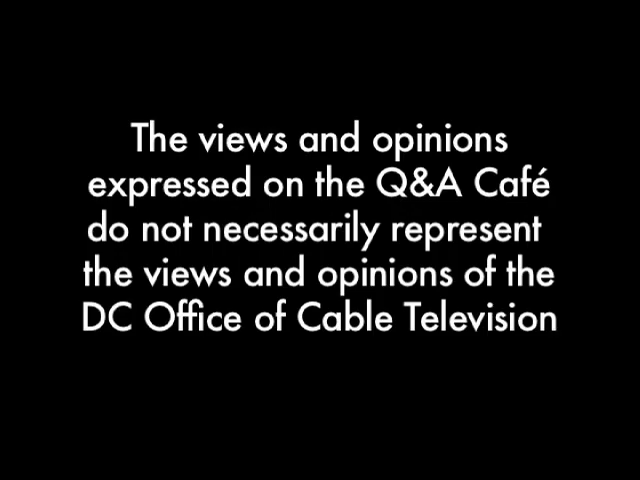 The views and opinions
expressed on the Q&A Café
do not necessarily represent
the views and opinions of the
DC Office of Cable Television